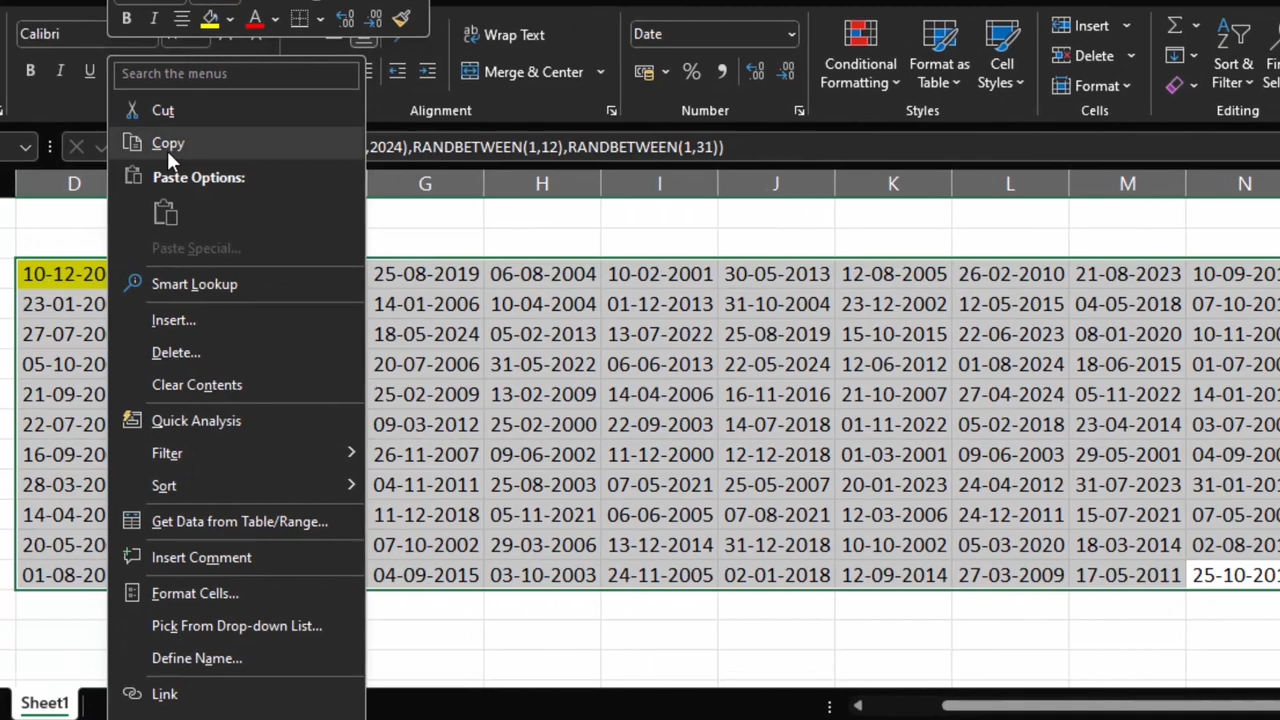 Calibri
B I
Wrap Text
Date
Insert
B I U
Merge & Center
Conditional Formatting
Format as Table
Cell Styles
Delete
Format
Sort & Filter
Alignment
Number
Styles
Cells
Editing
,2024),RANDBETWEEN(1,12),RANDBETWEEN(1,31))
D G H I J K L M N
Search the menus
Cut
Copy
Paste Options:
Paste Special...
Smart Lookup
Insert...
Delete...
Clear Contents
Quick Analysis
Filter
Sort
Get Data from Table/Range...
Insert Comment
Format Cells...
Pick From Drop-down List...
Define Name...
Link
10-12-20 25-08-2019 06-08-2004 10-02-2001 30-05-2013 12-08-2005 26-02-2010 21-08-2023 10-09-201
23-01-20 14-01-2006 10-04-2004 01-12-2013 31-10-2004 23-12-2002 12-05-2015 04-05-2018 07-10-201
27-07-20 18-05-2024 05-02-2013 13-07-2022 25-08-2019 15-10-2015 22-06-2023 08-01-2020 10-11-200
05-10-20 20-07-2006 31-05-2022 06-06-2013 22-05-2024 12-06-2012 01-08-2024 18-06-2015 01-07-200
21-09-20 25-02-2009 13-02-2009 14-04-2006 16-11-2016 21-10-2007 27-04-2024 05-11-2022 14-01-201
22-07-20 09-03-2012 25-02-2000 22-09-2003 14-07-2018 01-11-2022 05-02-2018 23-04-2014 03-07-200
16-09-20 26-11-2007 09-06-2002 11-12-2000 12-12-2018 01-03-2001 09-06-2003 29-05-2001 04-09-200
28-03-20 04-11-2011 25-08-2003 07-05-2021 25-05-2007 20-01-2023 24-04-2012 31-07-2023 31-01-201
14-04-20 11-12-2018 05-11-2021 06-06-2005 07-08-2021 12-03-2006 24-12-2011 15-07-2021 07-05-200
20-05-20 07-10-2002 29-03-2006 13-12-2014 31-12-2018 10-10-2002 05-03-2020 18-03-2014 02-08-201
01-08-20 04-09-2015 03-10-2003 24-11-2005 02-01-2018 12-09-2014 27-03-2009 17-05-2011 25-10-201
Sheet1